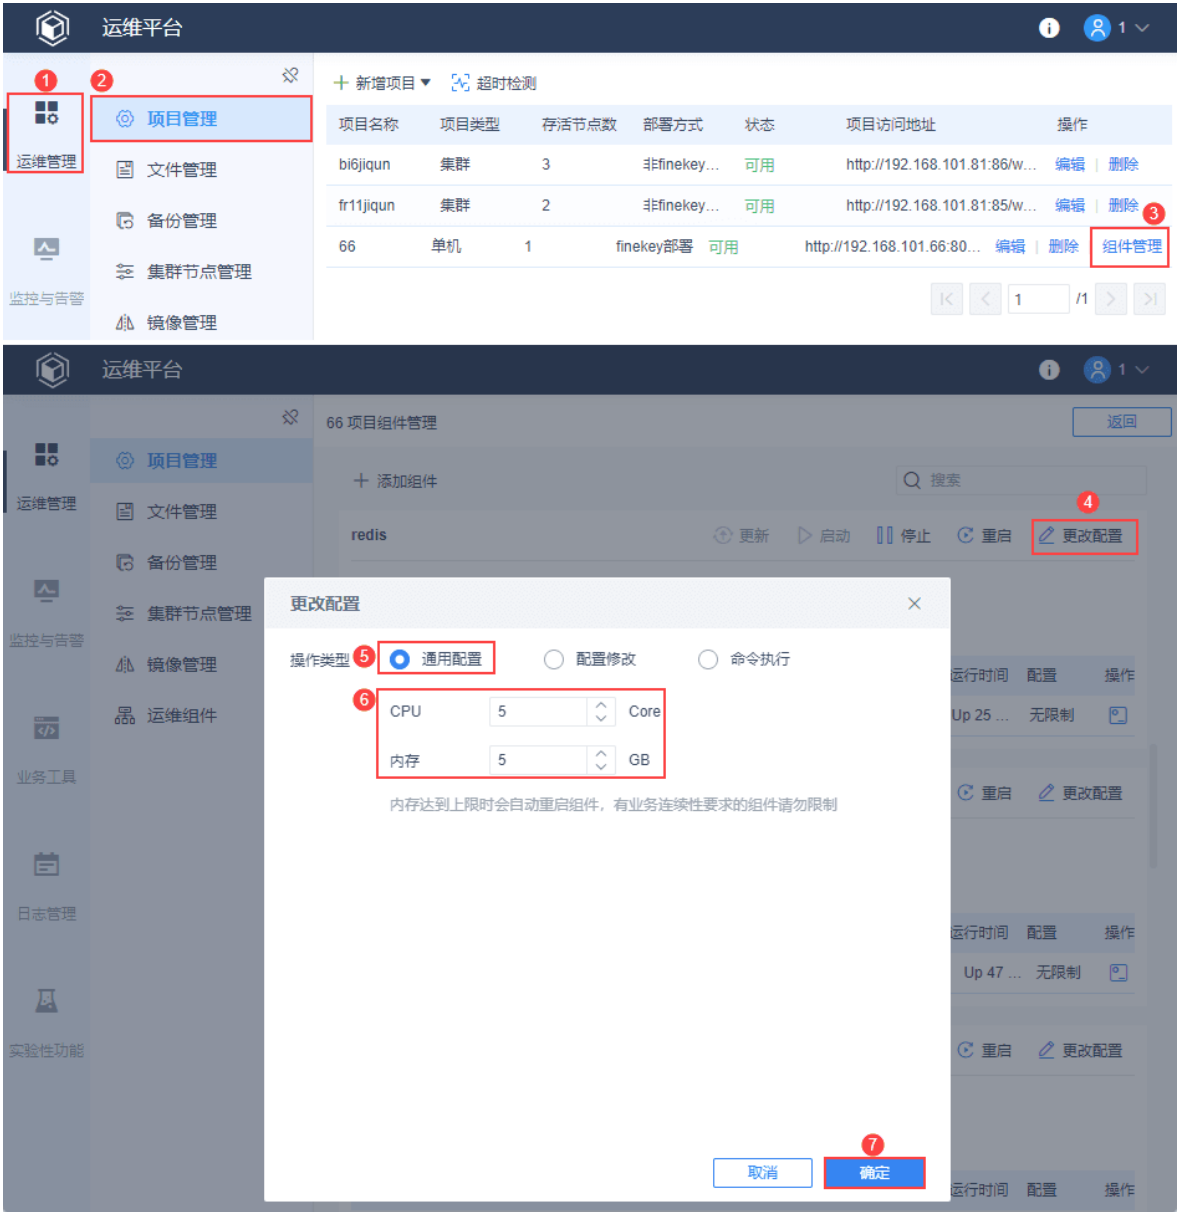 运维平台
1
1
2
项目管理
运维管理
文件管理
备份管理
集群节点管理
监控与告警
镜像管理
新增项目 超时检测
项目名称 项目类型 存活节点数 部署方式 状态 项目访问地址 操作
bi6jiqun 集群 3 非finekey... 可用 http://192.168.101.81:86/w... 编辑 | 删除
fr11jiqun 集群 2 非finekey... 可用 http://192.168.101.81:85/w... 编辑 | 删除
3
66 单机 1 finekey部署 可用 http://192.168.101.66:80... 编辑 | 删除 组件管理
1 /1
运维平台
1
项目管理
运维管理
文件管理
备份管理
集群节点管理
监控与告警
镜像管理
运维组件
业务工具
日志管理
实验性功能
66 项目组件管理 返回
添加组件 搜索
4
redis 更新 启动 停止 重启 更改配置
更改配置
操作类型 5 通用配置 配置修改 命令执行
6
CPU 5 Core
内存 5 GB
内存达到上限时会自动重启组件，有业务连续性要求的组件请勿限制
7
取消 确定
运行时间 配置 操作
Up 25 ... 无限制
重启 更改配置
运行时间 配置 操作
Up 47 ... 无限制
重启 更改配置
运行时间 配置 操作